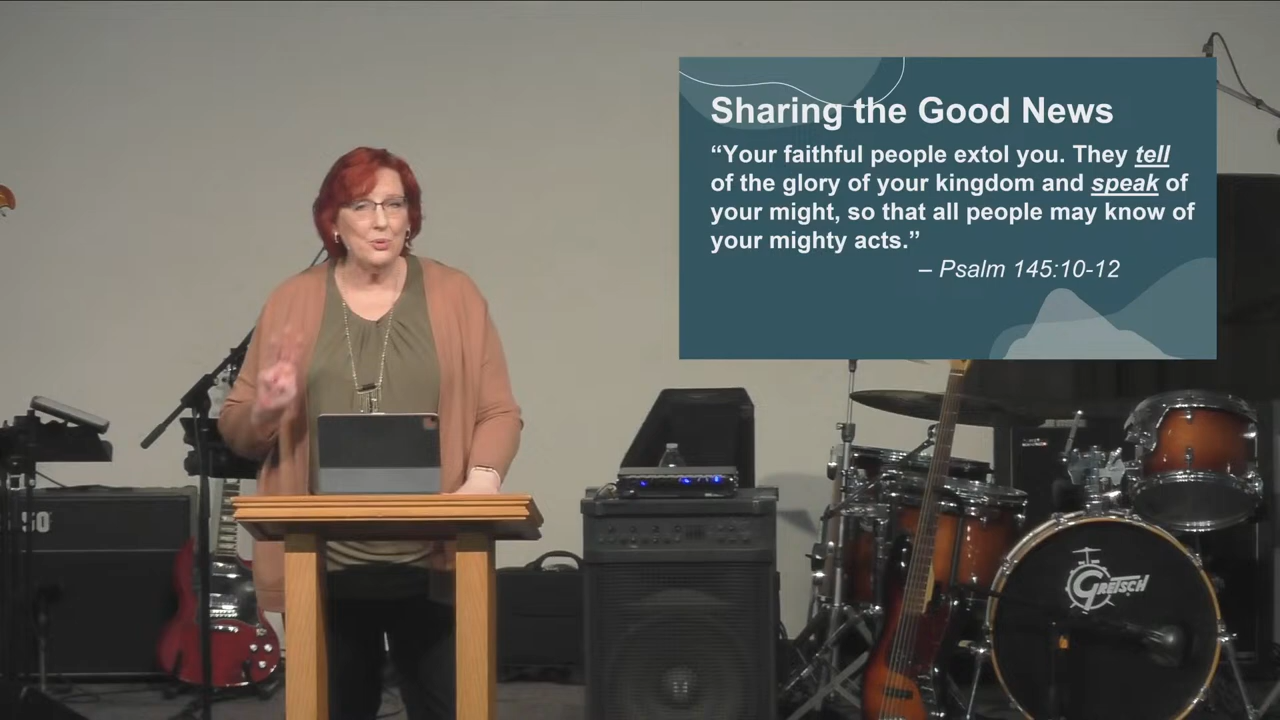 Sharing the Good News
“Your faithful people extol you. They tell
of the glory of your kingdom and speak of
your might, so that all people may know of
your mighty acts.”
– Psalm 145:10-12
GRETSCH
50